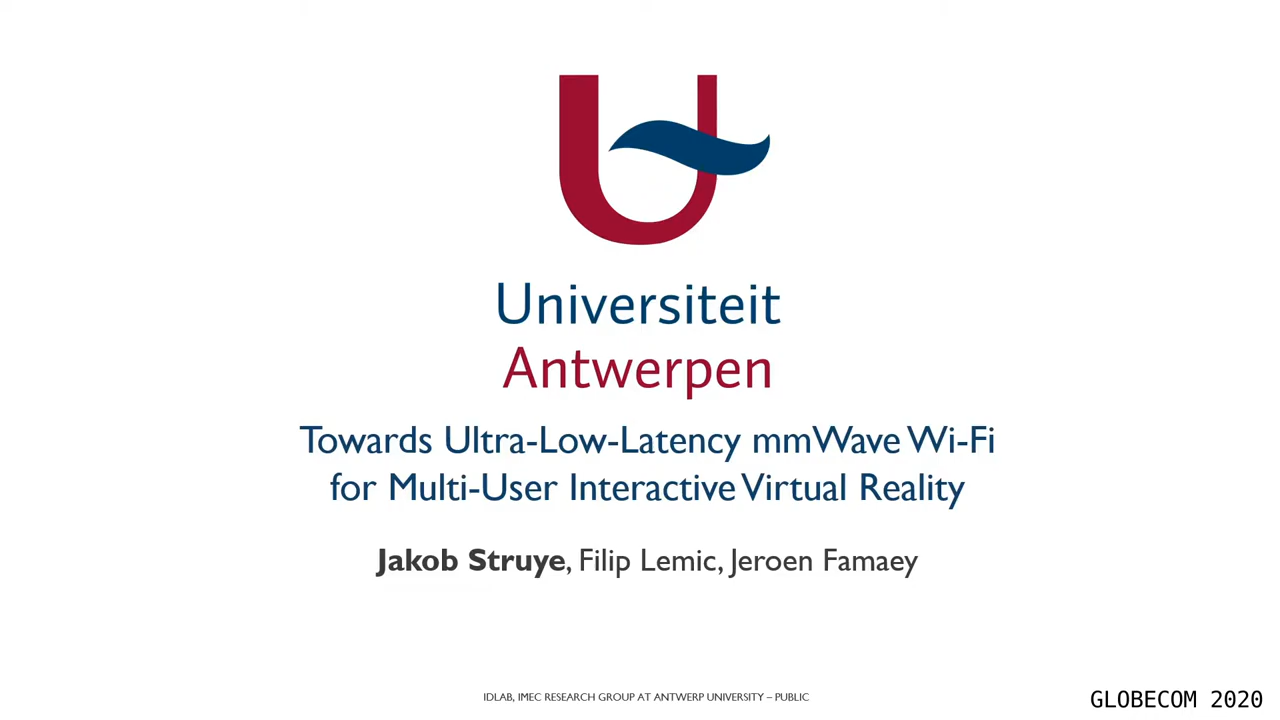 Universiteit
Antwerpen
Towards Ultra-Low-Latency mmWave Wi-Fi
for Multi-User Interactive Virtual Reality
Jakob Struye, Filip Lemic, Jeroen Famaey
IDLAB, IMEC RESEARCH GROUP AT ANTWERP UNIVERSITY – PUBLIC
GLOBECOM 2020